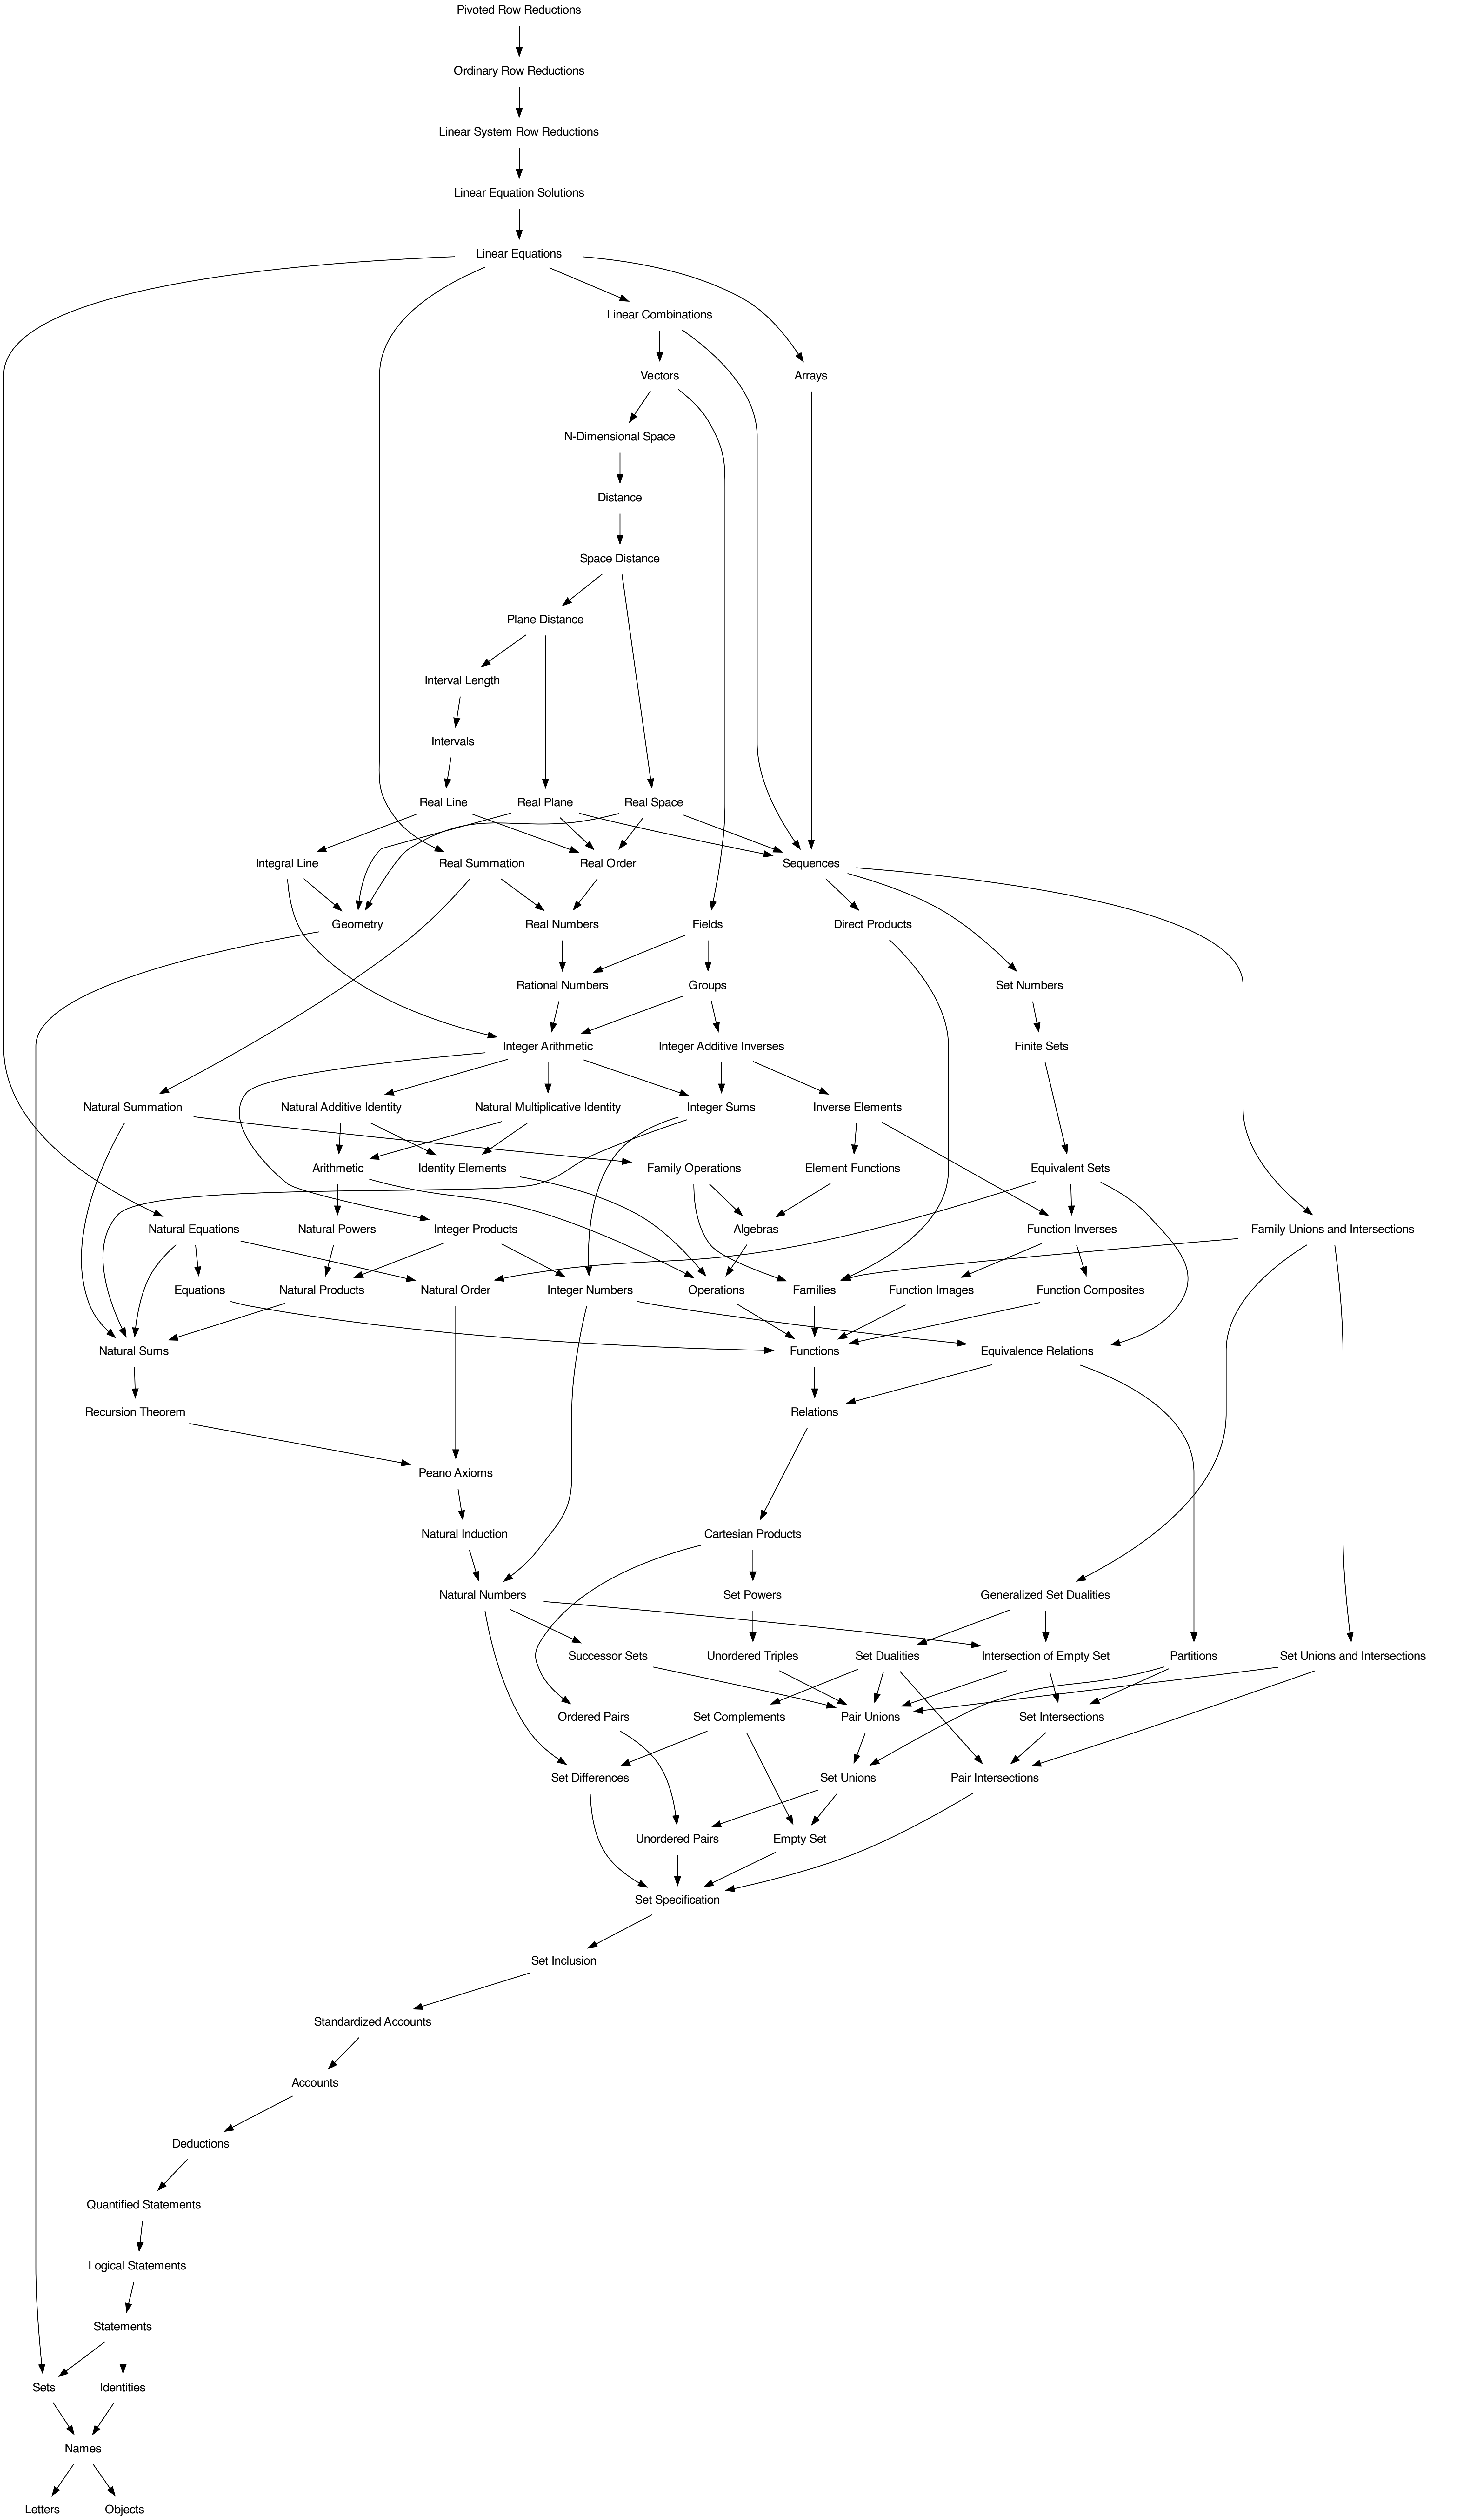 Pivoted Row Reductions
Ordinary Row Reductions
Linear System Row Reductions
Linear Equation Solutions
Linear Equations
Linear Combinations
Vectors
Arrays
N-Dimensional Space
Distance
Space Distance
Plane Distance
Interval Length
Intervals
Real Line
Real Plane
Real Space
Integral Line
Real Summation
Real Order
Sequences
Geometry
Real Numbers
Fields
Direct Products
Rational Numbers
Groups
Set Numbers
Integer Arithmetic
Integer Additive Inverses
Finite Sets
Natural Summation
Natural Additive Identity
Natural Multiplicative Identity
Integer Sums
Inverse Elements
Arithmetic
Identity Elements
Family Operations
Element Functions
Equivalent Sets
Natural Equations
Natural Powers
Integer Products
Algebras
Function Inverses
Family Unions and Intersections
Equations
Natural Products
Natural Order
Integer Numbers
Operations
Families
Function Images
Function Composites
Natural Sums
Functions
Equivalence Relations
Recursion Theorem
Relations
Peano Axioms
Natural Induction
Cartesian Products
Natural Numbers
Set Powers
Generalized Set Dualities
Successor Sets
Unordered Triples
Set Dualities
Intersection of Empty Set
Partitions
Set Unions and Intersections
Ordered Pairs
Set Complements
Pair Unions
Set Intersections
Set Differences
Set Unions
Pair Intersections
Unordered Pairs
Empty Set
Set Specification
Set Inclusion
Standardized Accounts
Accounts
Deductions
Quantified Statements
Logical Statements
Statements
Sets
Identities
Names
Letters
Objects